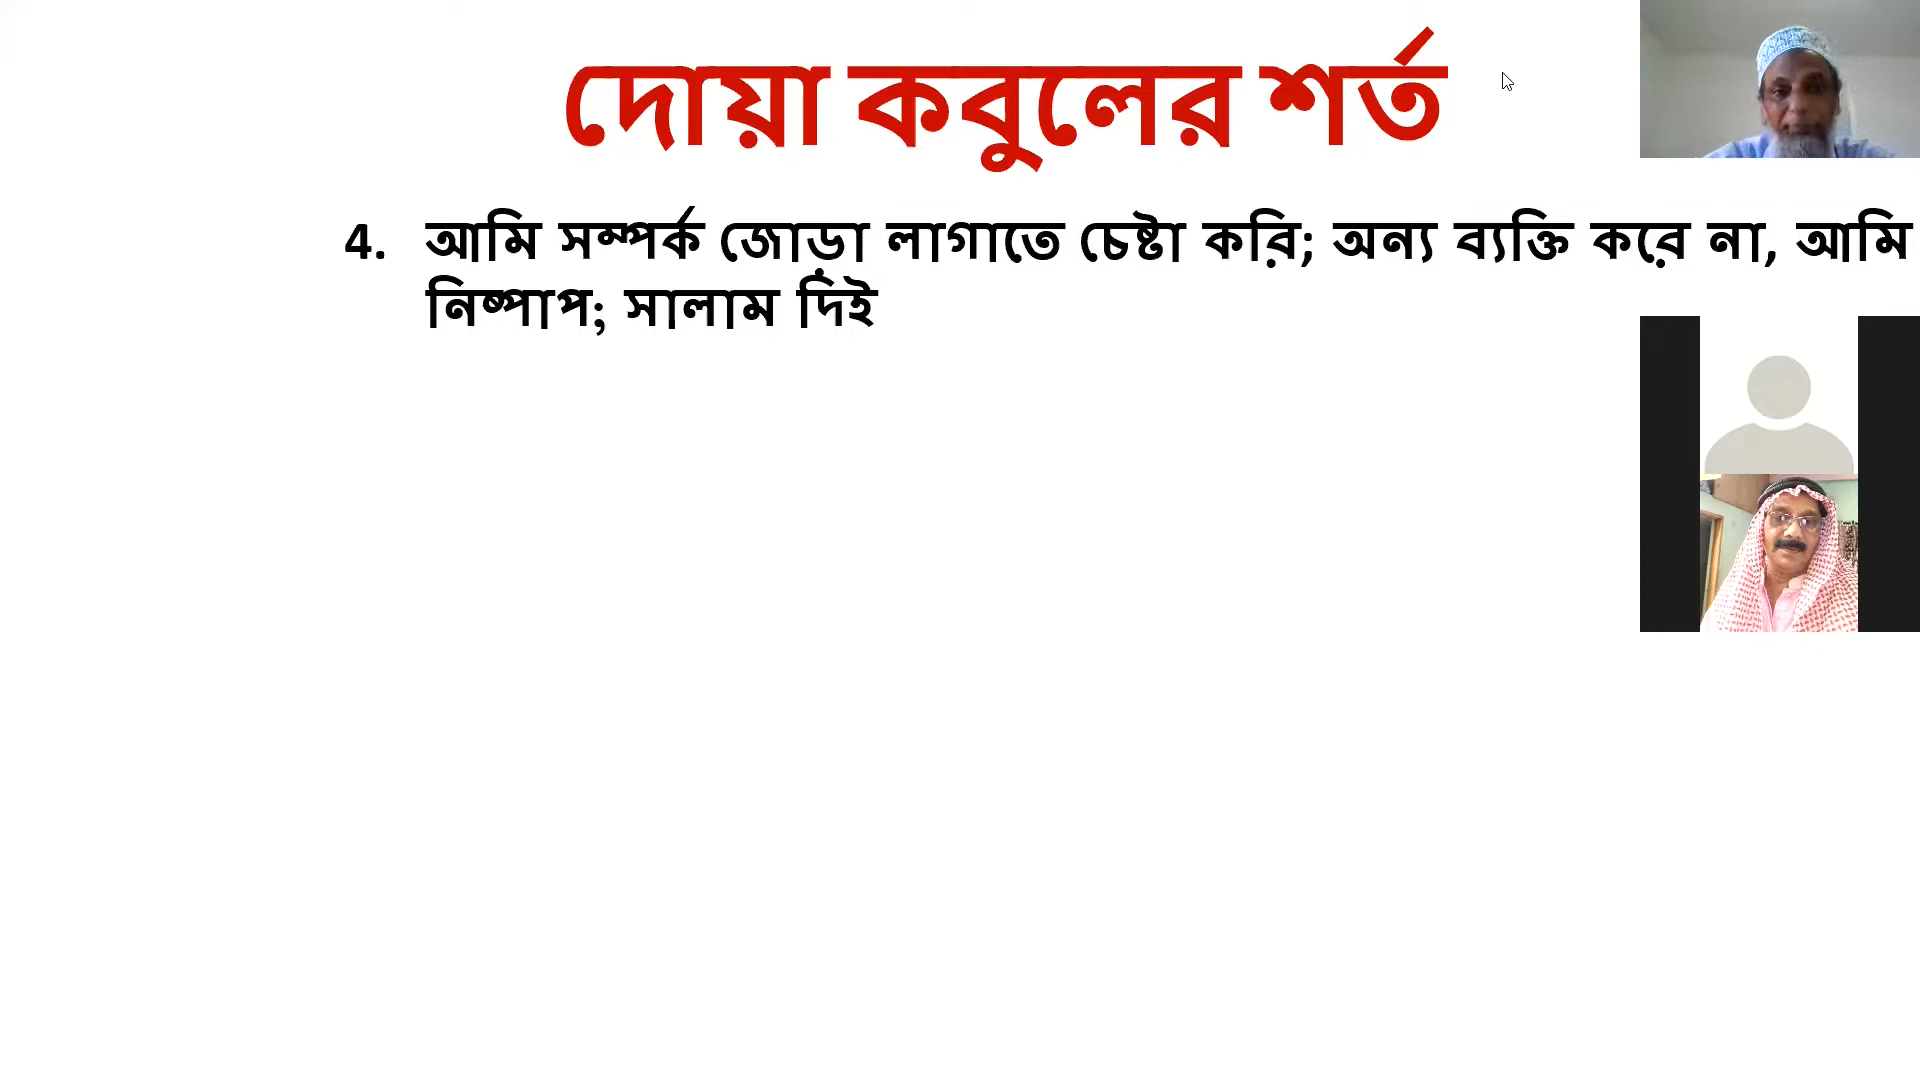 দোয়া কবুলের শর্ত
4. আমি সম্পর্ক জোড়া লাগাতে চেষ্টা করি; অন্য ব্যক্তি করে না, আমি
নিষ্পাপ; সালাম দিই